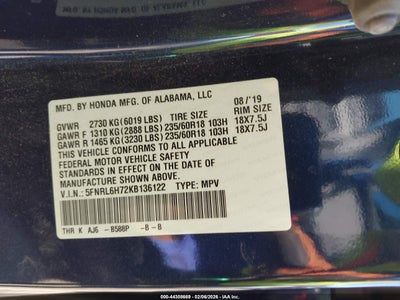 MFD. BY HONDA MFG. OF ALABAMA, LLC 08/'19
GVWR 2730 KG(6019 LBS) TIRE SIZE RIM SIZE
GAWR F 1310 KG(2888 LBS) 235/60R18 103H 18X7.5J
GAWR R 1465 KG(3230 LBS) 235/60R18 103H 18X7.5J
THIS VEHICLE CONFORMS TO ALL APPLICABLE
FEDERAL MOTOR VEHICLE SAFETY
STANDARDS IN EFFECT ON THE DATE OF
MANUFACTURE SHOWN ABOVE.
V.I.N.: 5FNRL6H72KB136122 TYPE: MPV
THR K AJ6 - B588P -B - B
000-44308689 - 02/06/2026 - IAA Inc.